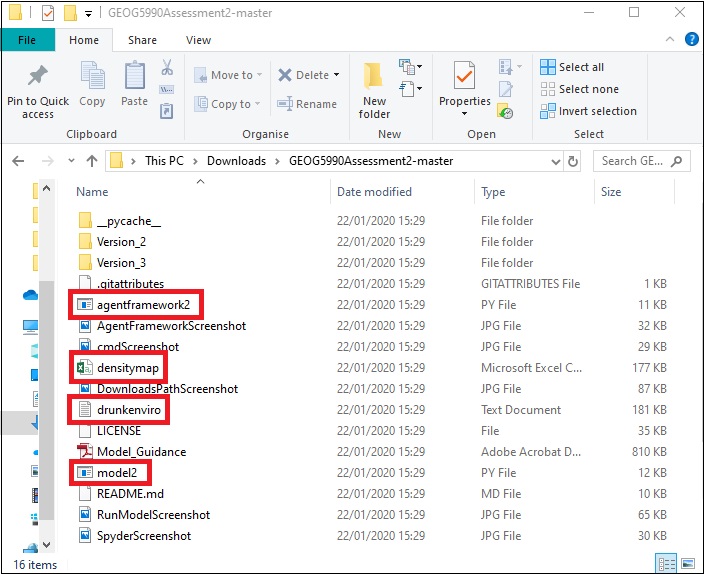 GEOG5990Assessment2-master
File Home Share View
Pin to Quick access
Copy
Paste
Move to
Copy to
Delete
Rename
New folder
Properties
Select all
Select none
Invert selection
Clipboard Organise New Open Select
This PC > Downloads > GEOG5990Assessment2-master
Search GE...
Name Date modified Type Size
__pycache__ 22/01/2020 15:29 File folder
Version_2 22/01/2020 15:29 File folder
Version_3 22/01/2020 15:29 File folder
.gitattributes 22/01/2020 15:29 GITATTRIBUTES File 1 KB
agentframework2 22/01/2020 15:29 PY File 11 KB
AgentFrameworkScreenshot 22/01/2020 15:29 JPG File 32 KB
cmdScreenshot 22/01/2020 15:29 JPG File 29 KB
densitymap 22/01/2020 15:29 Microsoft Excel C... 177 KB
DownloadsPathScreenshot 22/01/2020 15:29 JPG File 87 KB
drunkenviro 22/01/2020 15:29 Text Document 181 KB
LICENSE 22/01/2020 15:29 File 35 KB
Model_Guidance 22/01/2020 15:29 Adobe Acrobat D... 810 KB
model2 22/01/2020 15:29 PY File 12 KB
README.md 22/01/2020 15:29 MD File 10 KB
RunModelScreenshot 22/01/2020 15:29 JPG File 65 KB
SpyderScreenshot 22/01/2020 15:29 JPG File 30 KB
16 items